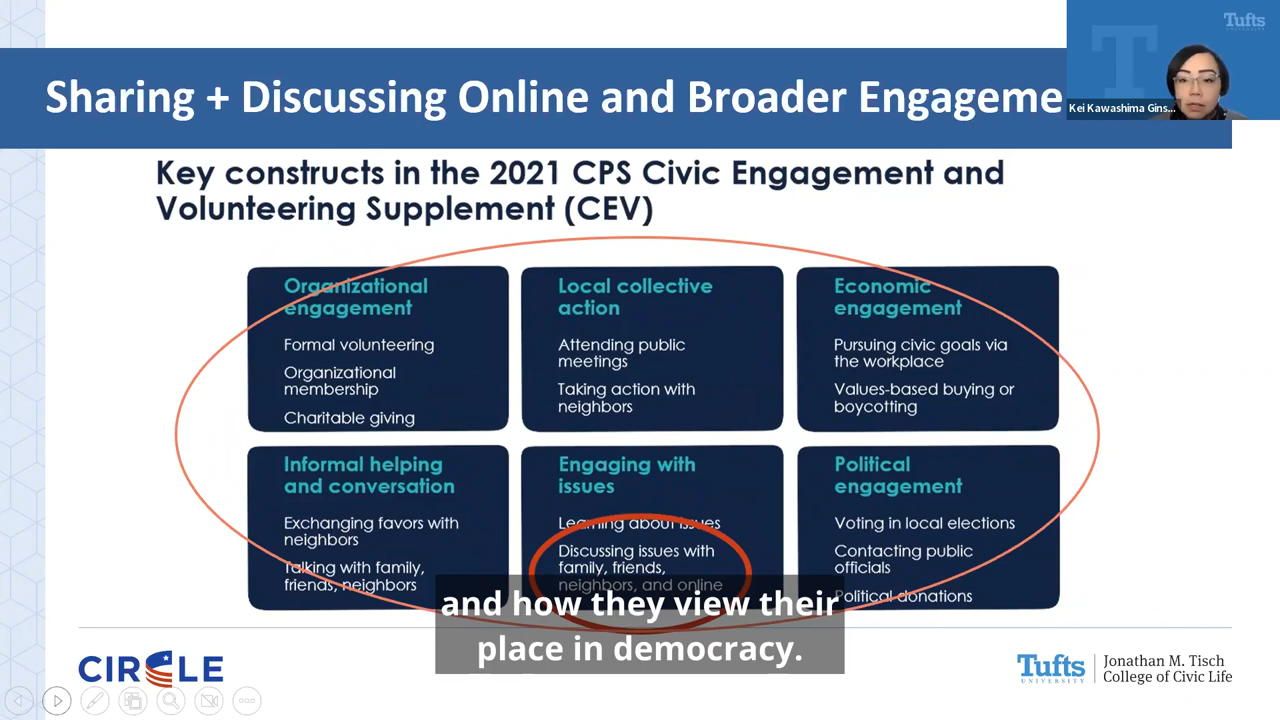 Tufts
UNIVERSITY
T
Sharing + Discussing Online and Broader Engageme
Kei Kawashima Gins...
Key constructs in the 2021 CPS Civic Engagement and
Volunteering Supplement (CEV)
Organizational
engagement
Formal volunteering
Organizational
membership
Charitable giving
Local collective
action
Attending public
meetings
Taking action with
neighbors
Economic
engagement
Pursuing civic goals via
the workplace
Values-based buying or
boycotting
Informal helping
and conversation
Exchanging favors with
neighbors
Talking with family,
friends, neighbors
Engaging with
issues
Learning about issues
Discussing issues with
family, friends,
neighbors, and online
Political
engagement
Voting in local elections
Contacting public
officials
Political donations
and how they view their
place in democracy.
CIRCLE
Tufts
UNIVERSITY
Jonathan M. Tisch
College of Civic Life